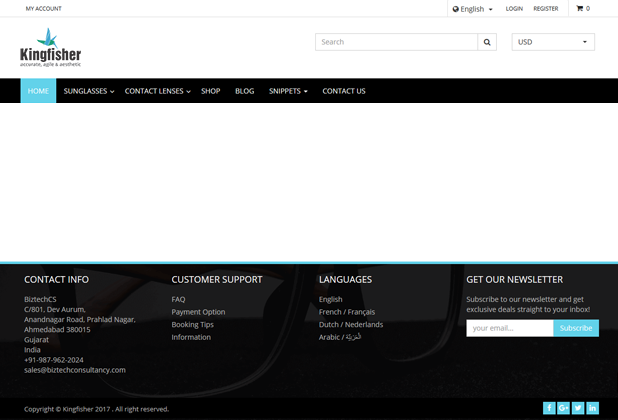 MY ACCOUNT
English
LOGIN
REGISTER
0
Kingfisher
accurate, agile & aesthetic
Search
USD
HOME
SUNGLASSES
CONTACT LENSES
SHOP
BLOG
SNIPPETS
CONTACT US
CONTACT INFO
BiztechCS
C/801, Dev Aurum,
Anandnagar Road, Prahlad Nagar,
Ahmedabad 380015
Gujarat
India
+91-987-962-2024
sales@biztechconsultancy.com
CUSTOMER SUPPORT
FAQ
Payment Option
Booking Tips
Information
LANGUAGES
English
French / Français
Dutch / Nederlands
Arabic /
GET OUR NEWSLETTER
Subscribe to our newsletter and get
exclusive deals straight to your inbox!
your email...
Subscribe
Copyright © Kingfisher 2017 . All right reserved.
f
G+
in